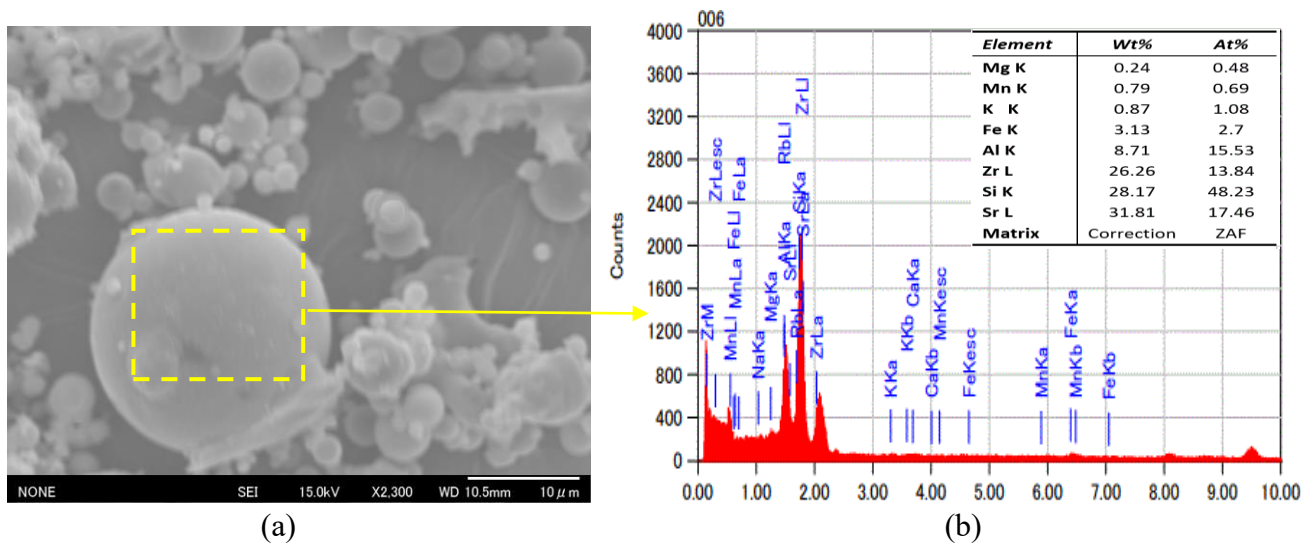 NONE SEI 15.0kV X2,300 WD 10.5mm 10μm
(a)
006
4000
3600
3200
2800
2400
2000
1600
1200
800
400
0
Counts
0.00 1.00 2.00 3.00 4.00 5.00 6.00 7.00 8.00 9.00 10.00
ZrM
ZrLesc
MnLl
MnLa
FeLl
FeLa
NaKa
MgKa
AlKa
SrLl
RbLa
RbLl
SiKa
SrLa
ZrLl
ZrLa
KKa
KKb
CaKa
CaKb
MnKesc
FeKesc
MnKa
MnKb
FeKa
FeKb
Element Wt% At%
Mg K 0.24 0.48
Mn K 0.79 0.69
K K 0.87 1.08
Fe K 3.13 2.7
Al K 8.71 15.53
Zr L 26.26 13.84
Si K 28.17 48.23
Sr L 31.81 17.46
Matrix Correction ZAF
(b)